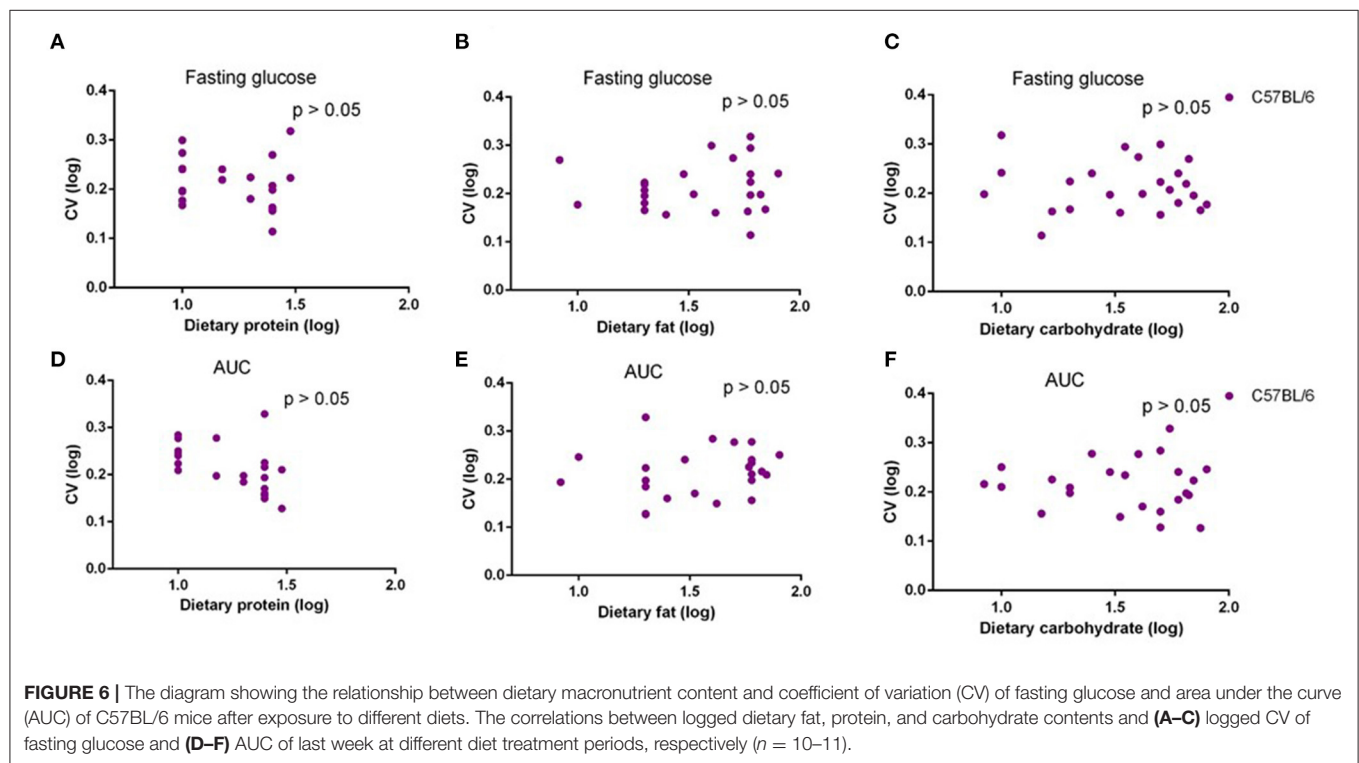 A
Fasting glucose
p > 0.05
CV (log)
0.4
0.3
0.2
0.1
0.0
1.0 1.5 2.0
Dietary protein (log)
B
Fasting glucose
p > 0.05
CV (log)
0.4
0.3
0.2
0.1
0.0
1.0 1.5 2.0
Dietary fat (log)
C
Fasting glucose
p > 0.05
C57BL/6
CV (log)
0.4
0.3
0.2
0.1
0.0
1.0 1.5 2.0
Dietary carbohydrate (log)
D
AUC
p > 0.05
CV (log)
0.4
0.3
0.2
0.1
0.0
1.0 1.5 2.0
Dietary protein (log)
E
AUC
p > 0.05
CV (log)
0.4
0.3
0.2
0.1
0.0
1.0 1.5 2.0
Dietary fat (log)
F
AUC
p > 0.05
C57BL/6
CV (log)
0.4
0.3
0.2
0.1
0.0
1.0 1.5 2.0
Dietary carbohydrate (log)
FIGURE 6 | The diagram showing the relationship between dietary macronutrient content and coefficient of variation (CV) of fasting glucose and area under the curve
(AUC) of C57BL/6 mice after exposure to different diets. The correlations between logged dietary fat, protein, and carbohydrate contents and (A–C) logged CV of
fasting glucose and (D–F) AUC of last week at different diet treatment periods, respectively (n = 10–11).